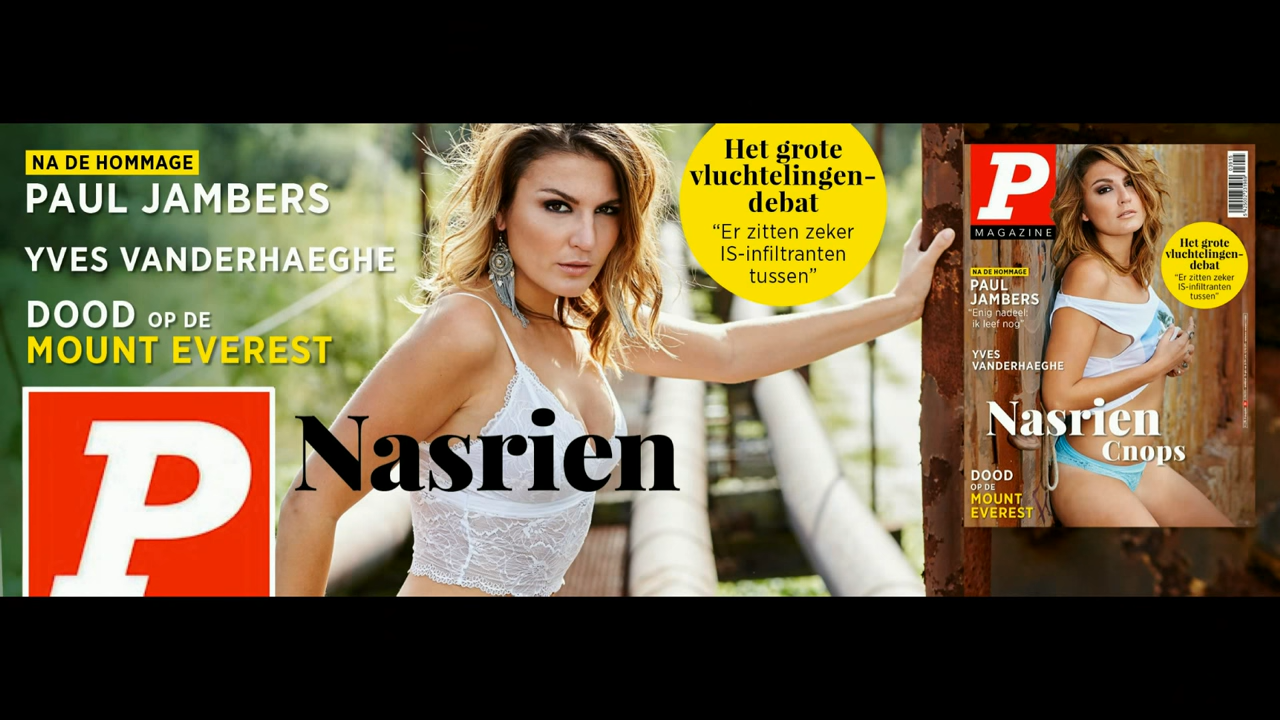 NA DE HOMMAGE
PAUL JAMBERS
YVES VANDERHAEGHE
DOOD OP DE
MOUNT EVEREST
P
Nasrien
Het grote
vluchtelingen-
debat
“Er zitten zeker
IS-infiltranten
tussen”
P
MAGAZINE
Het grote
vluchtelingen-
debat
“Er zitten zeker
IS-infiltranten
tussen”
NA DE HOMMAGE
PAUL
JAMBERS
“Enig nadeel:
ik leef nog”
YVES
VANDERHAEGHE
Nasrien
Cnops
DOOD
OP DE
MOUNT
EVEREST